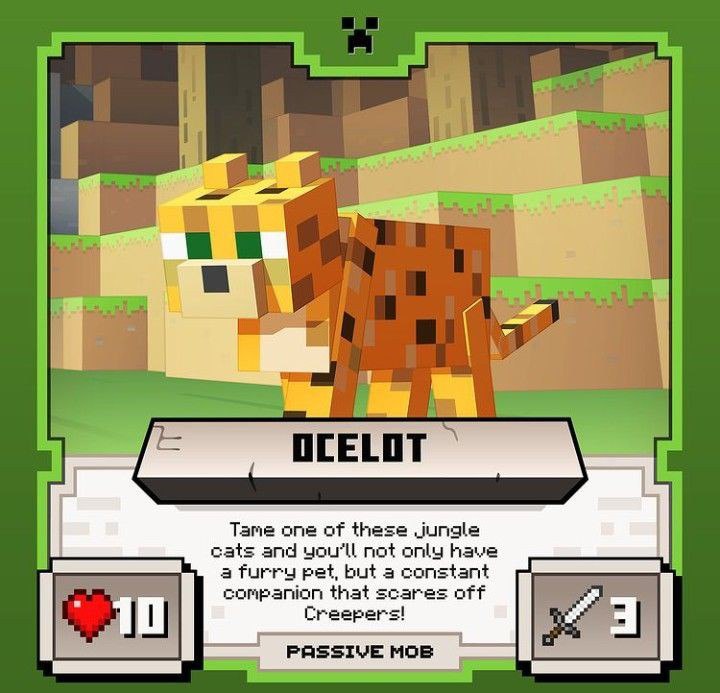 OCELOT
Tame one of these jungle
cats and you'll not only have
a furry pet, but a constant
companion that scares off
Creepers!
10
3
PASSIVE MOB